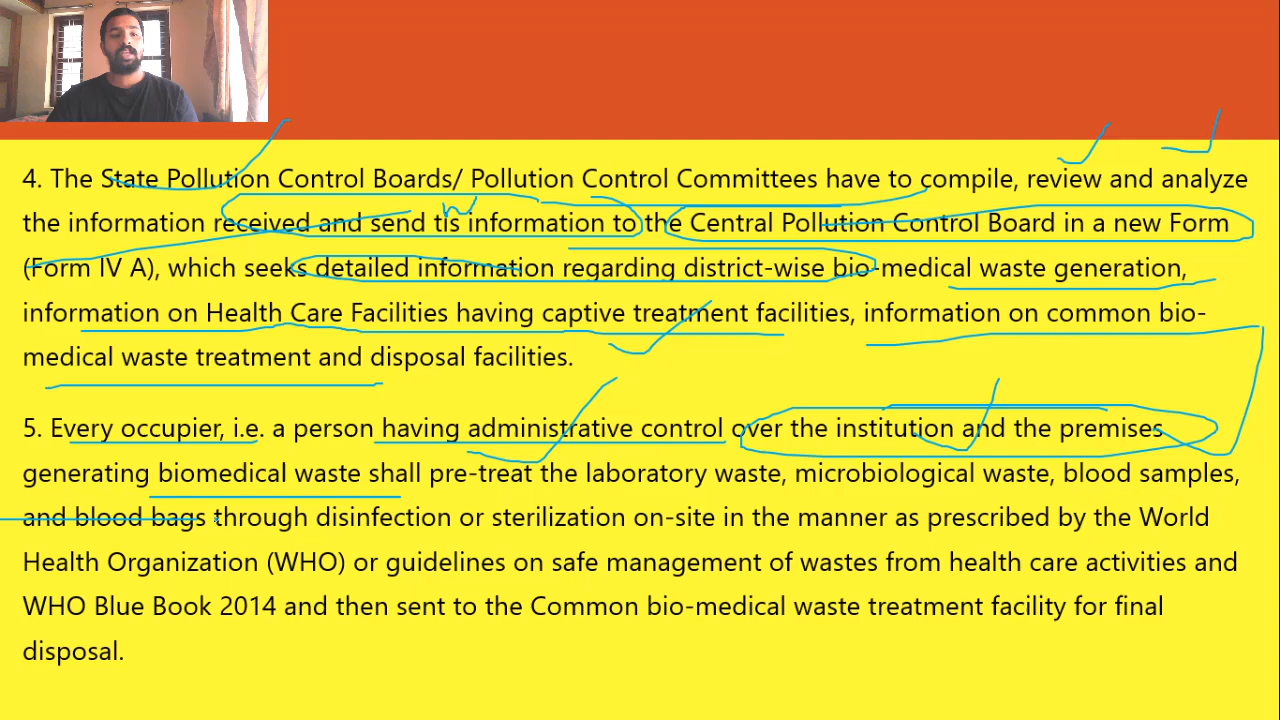 4. The State Pollution Control Boards/ Pollution Control Committees have to compile, review and analyze
the information received and send tis information to the Central Pollution Control Board in a new Form
(Form IV A), which seeks detailed information regarding district-wise bio-medical waste generation,
information on Health Care Facilities having captive treatment facilities, information on common bio-
medical waste treatment and disposal facilities.
5. Every occupier, i.e. a person having administrative control over the institution and the premises
generating biomedical waste shall pre-treat the laboratory waste, microbiological waste, blood samples,
and blood bags through disinfection or sterilization on-site in the manner as prescribed by the World
Health Organization (WHO) or guidelines on safe management of wastes from health care activities and
WHO Blue Book 2014 and then sent to the Common bio-medical waste treatment facility for final
disposal.